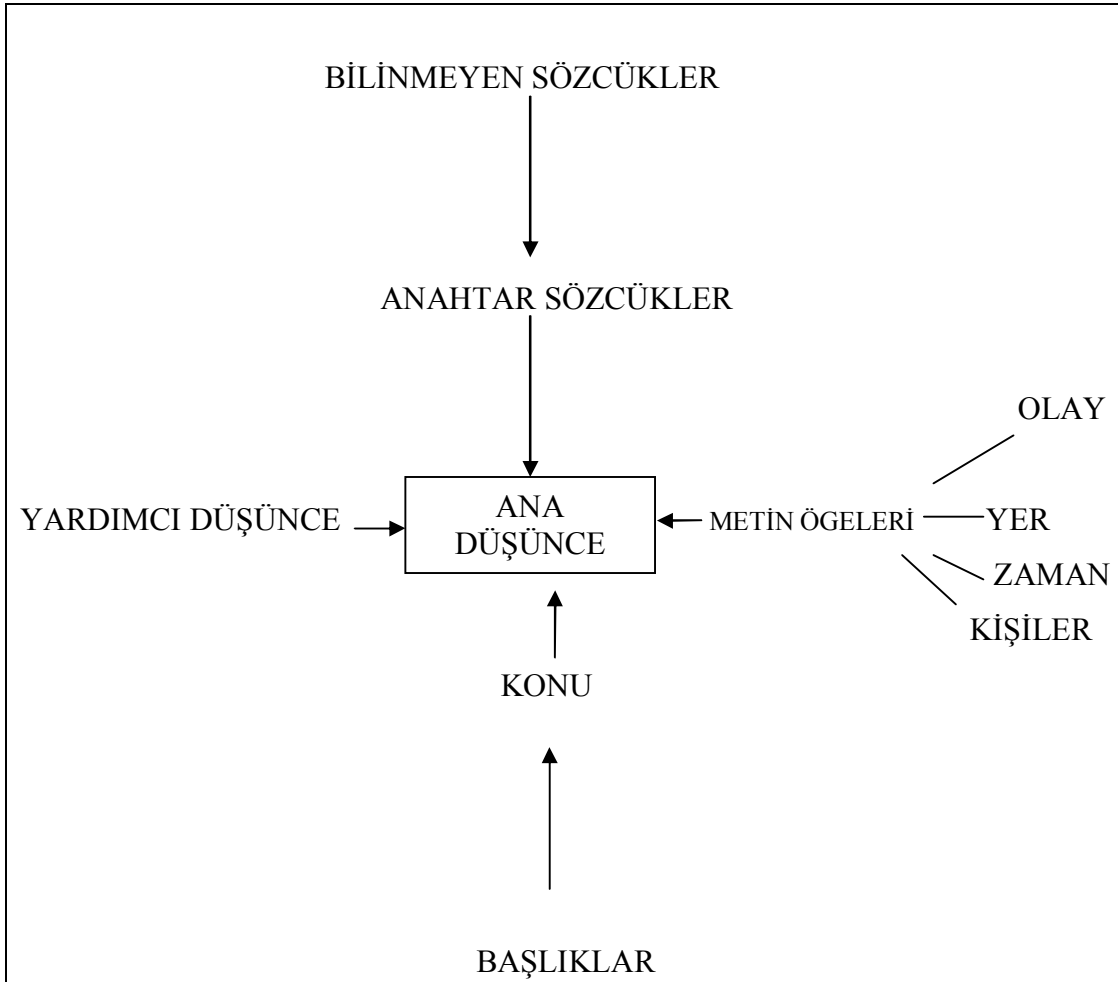 BİLİNMEYEN SÖZCÜKLER
ANAHTAR SÖZCÜKLER
OLAY
YARDIMCI DÜŞÜNCE
ANA
DÜŞÜNCE
METİN ÖGELERİ
YER
ZAMAN
KİŞİLER
KONU
BAŞLIKLAR